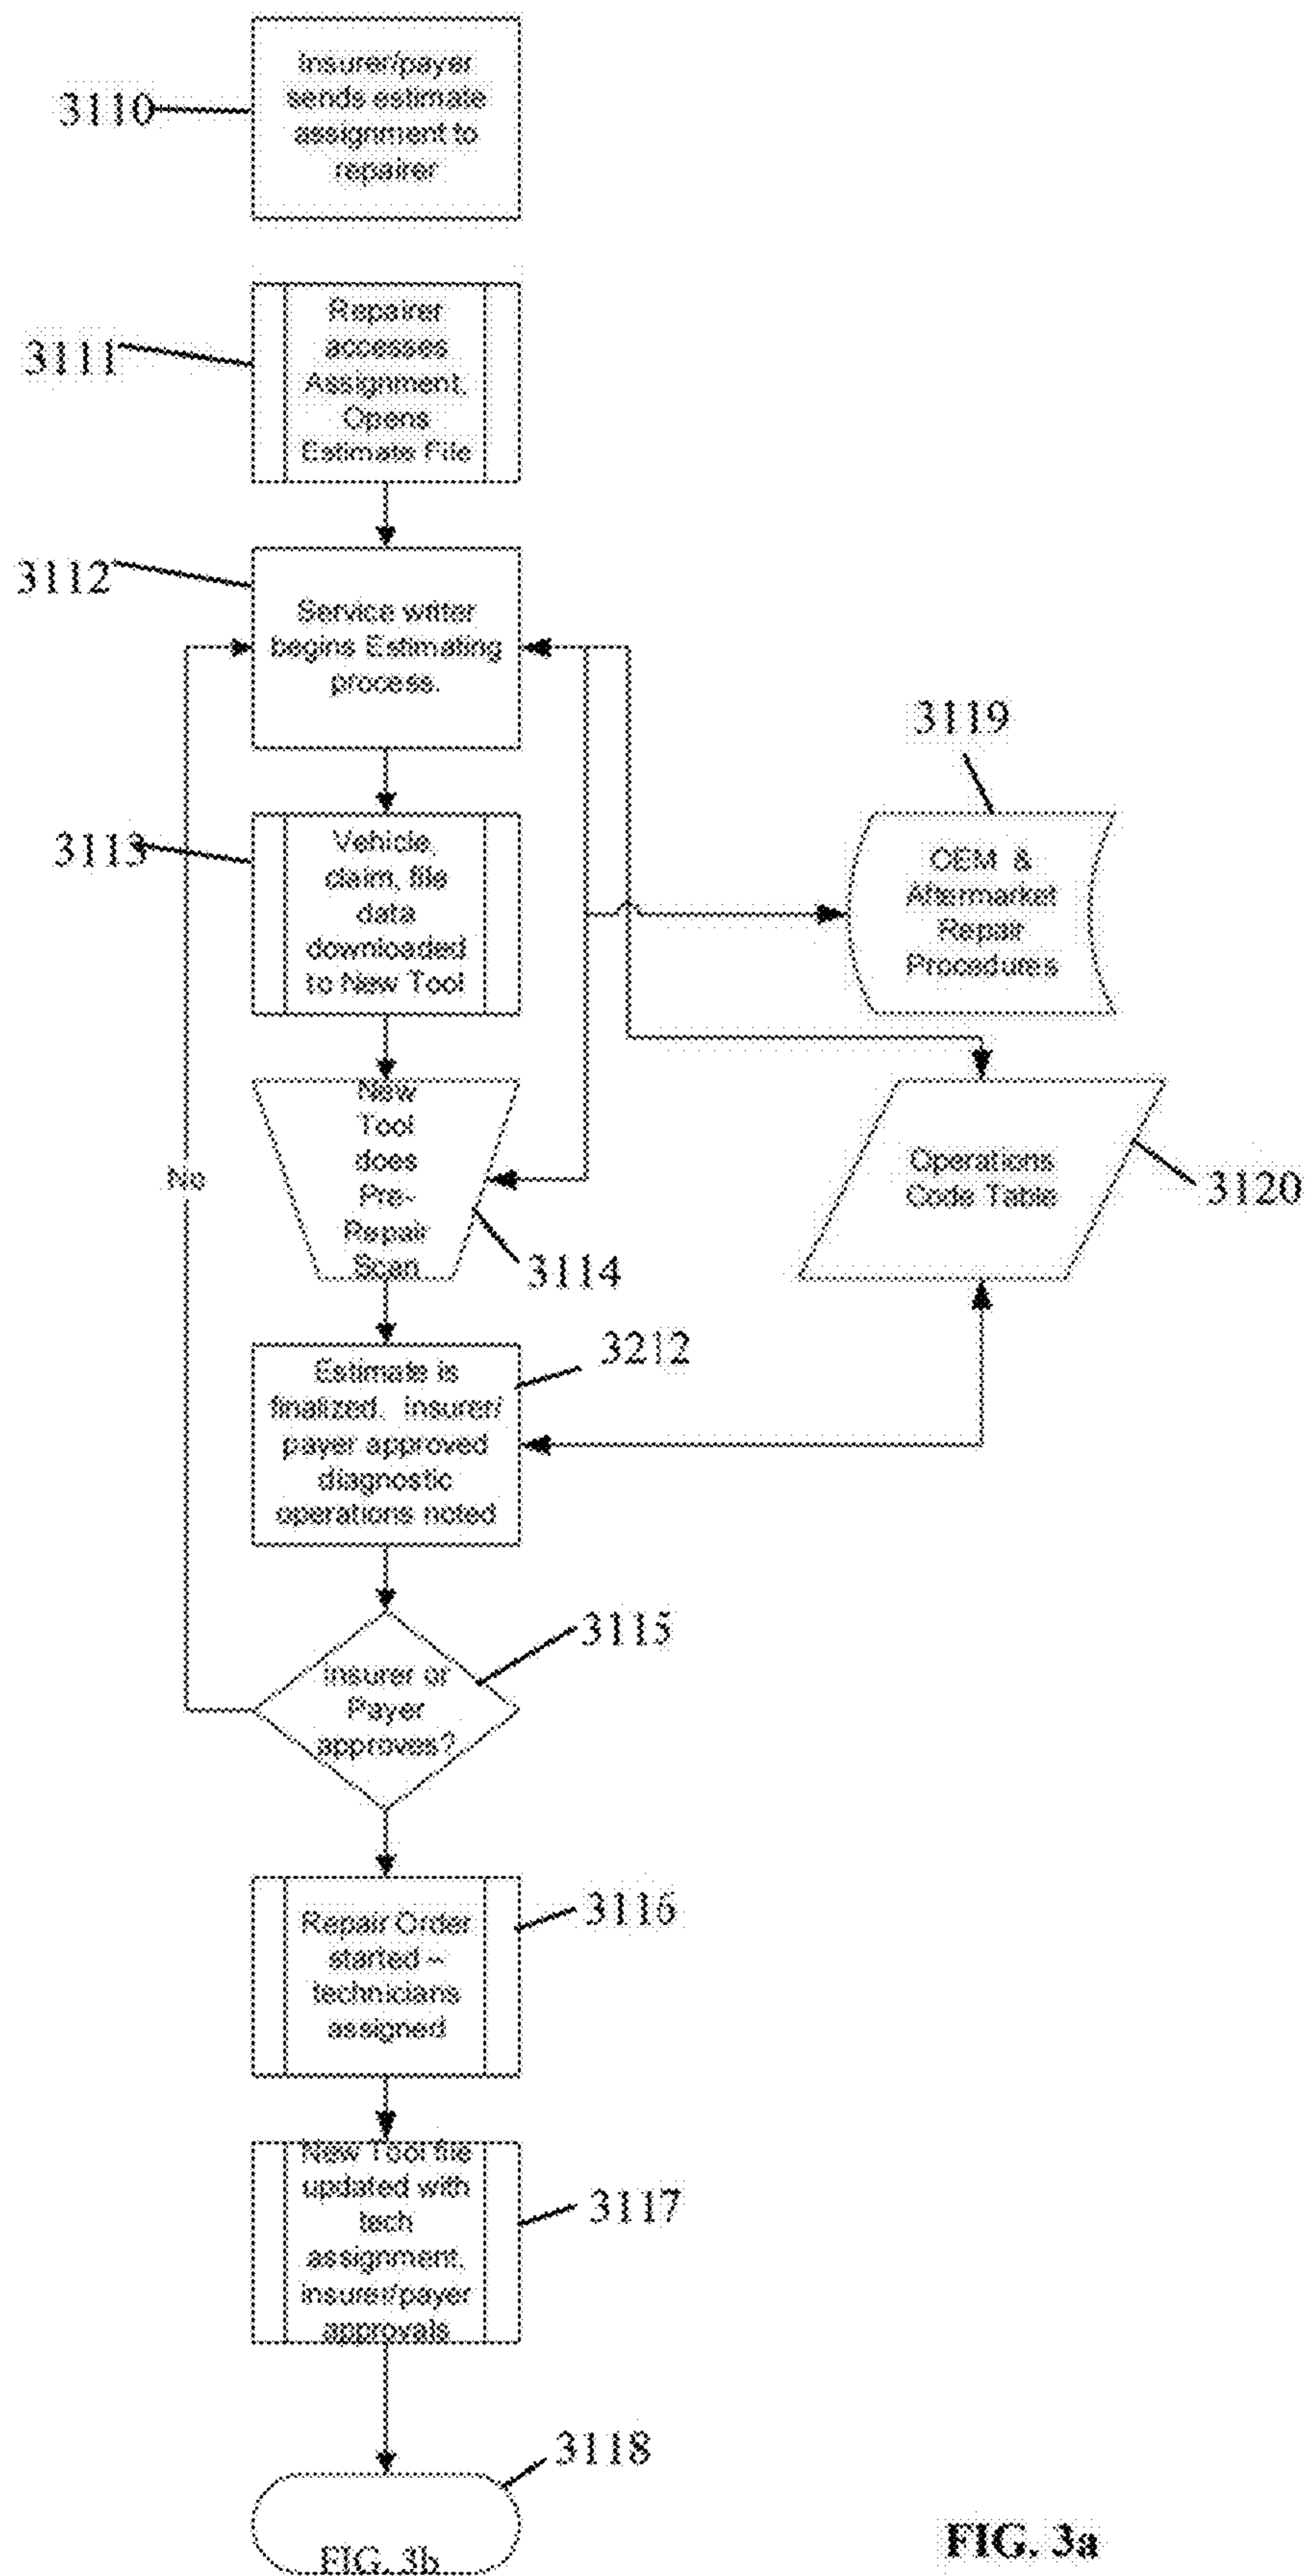 3110
Insurer/payer
sends estimate
assignment to
repairer
3111
Repairer
accesses
Assignment,
Opens
Estimate File
3112
Service writer
begins Estimating
process.
3113
Vehicle,
claim, file
data
downloaded
to New Tool
3119
OEM &
Aftermarket
Repair
Procedures
New
Tool
does
Pre-
Repair
Scan
3114
No
Operations
Code Table
3120
3212
Estimate is
finalized. insurer/
payer approved
diagnostic
operations noted
3115
Insurer or
Payer
approves?
3116
Repair Order
started –
technicians
assigned
3117
New Tool file
updated with
tech
assignment,
insurer/payer
approvals
3118
FIG. 3b
FIG. 3a